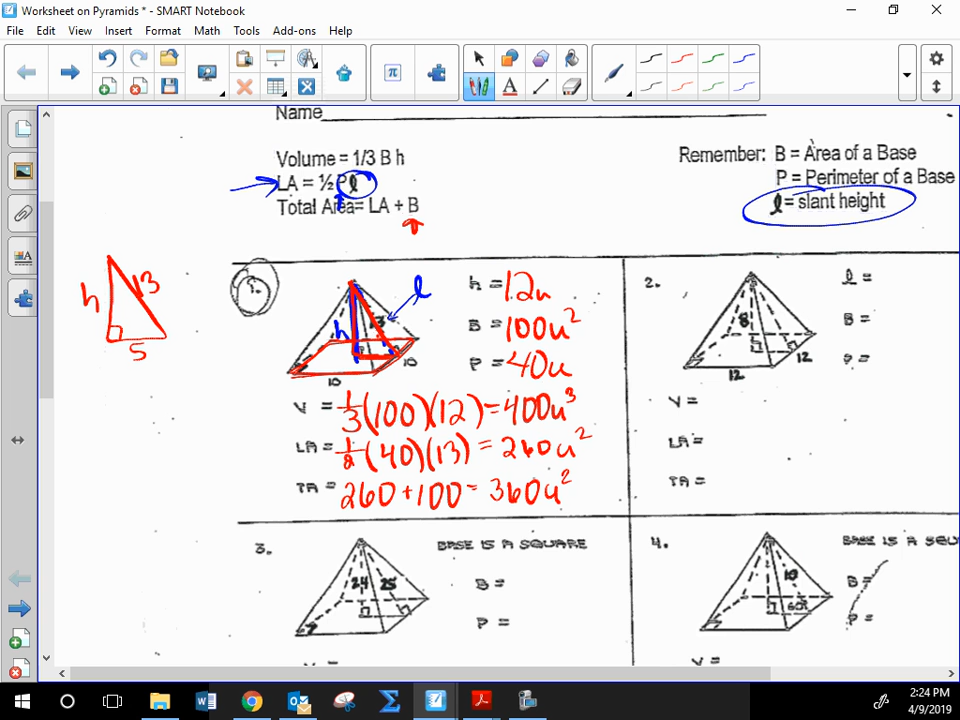 Worksheet on Pyramids * - SMART Notebook
File Edit View Insert Format Math Tools Add-ons Help
Name
Volume = 1/3 B h
LA = ½ P l
Total Area= LA + B
Remember: B = Area of a Base
P = Perimeter of a Base
l = slant height
h 13
5
h l
13
10 10
h = 12u
B = 100u²
P = 40u
V = 1/3 (100)(12) = 400u³
LA = 1/2 (40)(13) = 260u²
TA = 260+100 = 360u²
2.
8
12 12
l =
B =
P =
V =
LA =
TA =
3.
BASE IS A SQUARE
24 25
B =
P =
V =
4.
BASE IS A SQU
10
60°
B =
P =
V =
2:24 PM
4/9/2019